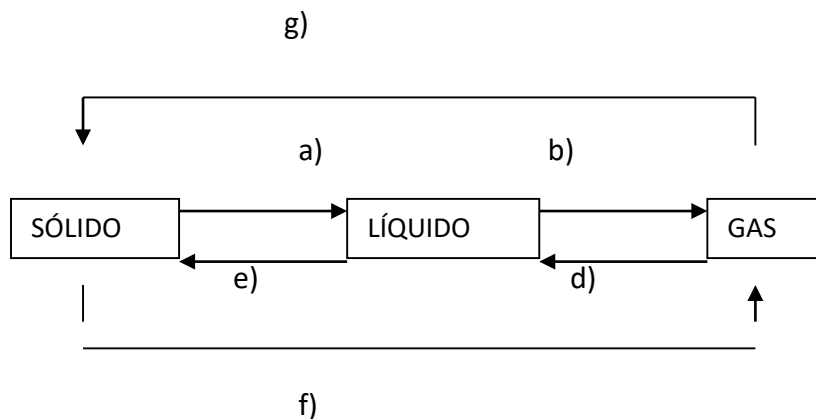 g)
a) b)
SÓLIDO LÍQUIDO GAS
e) d)
f)